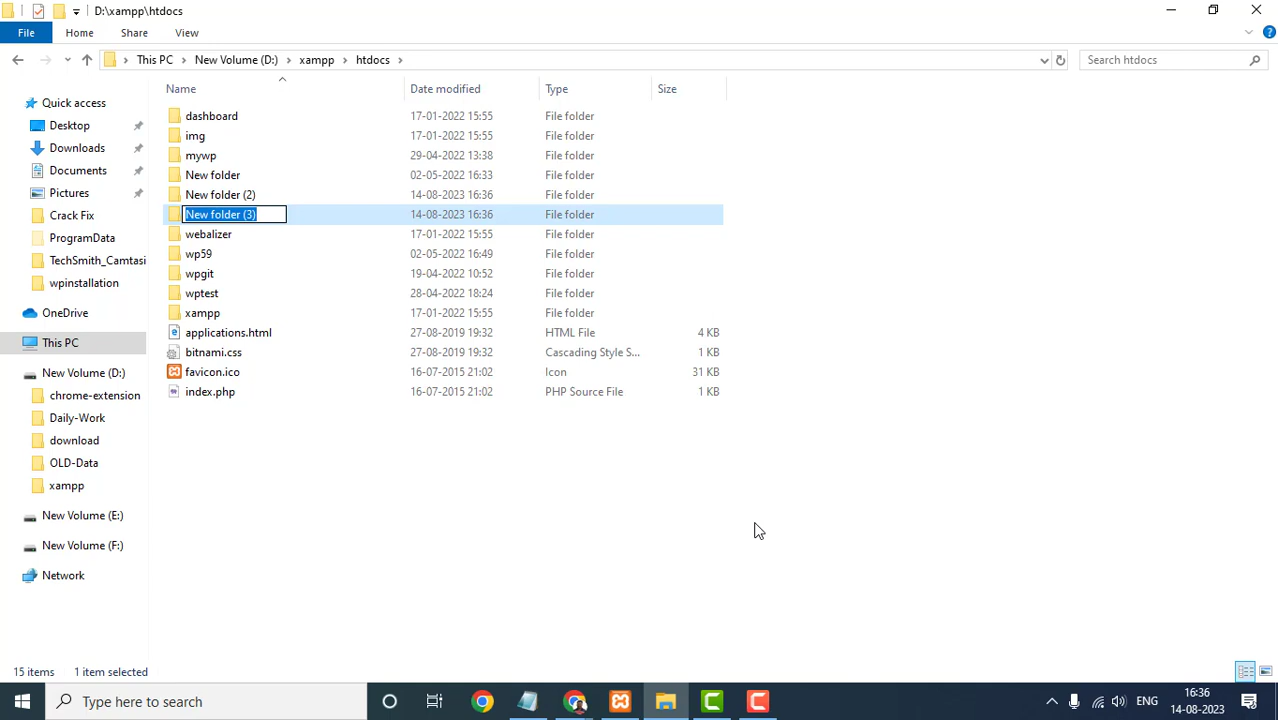 D:\xampp\htdocs
File Home Share View
This PC New Volume (D:) xampp htdocs Search htdocs
Name Date modified Type Size
Quick access
Desktop
Downloads
Documents
Pictures
Crack Fix
ProgramData
TechSmith_Camtasi
wpinstallation
OneDrive
This PC
New Volume (D:)
chrome-extension
Daily-Work
download
OLD-Data
xampp
New Volume (E:)
New Volume (F:)
Network
dashboard 17-01-2022 15:55 File folder
img 17-01-2022 15:55 File folder
mywp 29-04-2022 13:38 File folder
New folder 02-05-2022 16:33 File folder
New folder (2) 14-08-2023 16:36 File folder
New folder (3) 14-08-2023 16:36 File folder
webalizer 17-01-2022 15:55 File folder
wp59 02-05-2022 16:49 File folder
wpgit 19-04-2022 10:52 File folder
wptest 28-04-2022 18:24 File folder
xampp 17-01-2022 15:55 File folder
applications.html 27-08-2019 19:32 HTML File 4 KB
bitnami.css 27-08-2019 19:32 Cascading Style S... 1 KB
favicon.ico 16-07-2015 21:02 Icon 31 KB
index.php 16-07-2015 21:02 PHP Source File 1 KB
15 items 1 item selected
Type here to search
ENG
16:36
14-08-2023